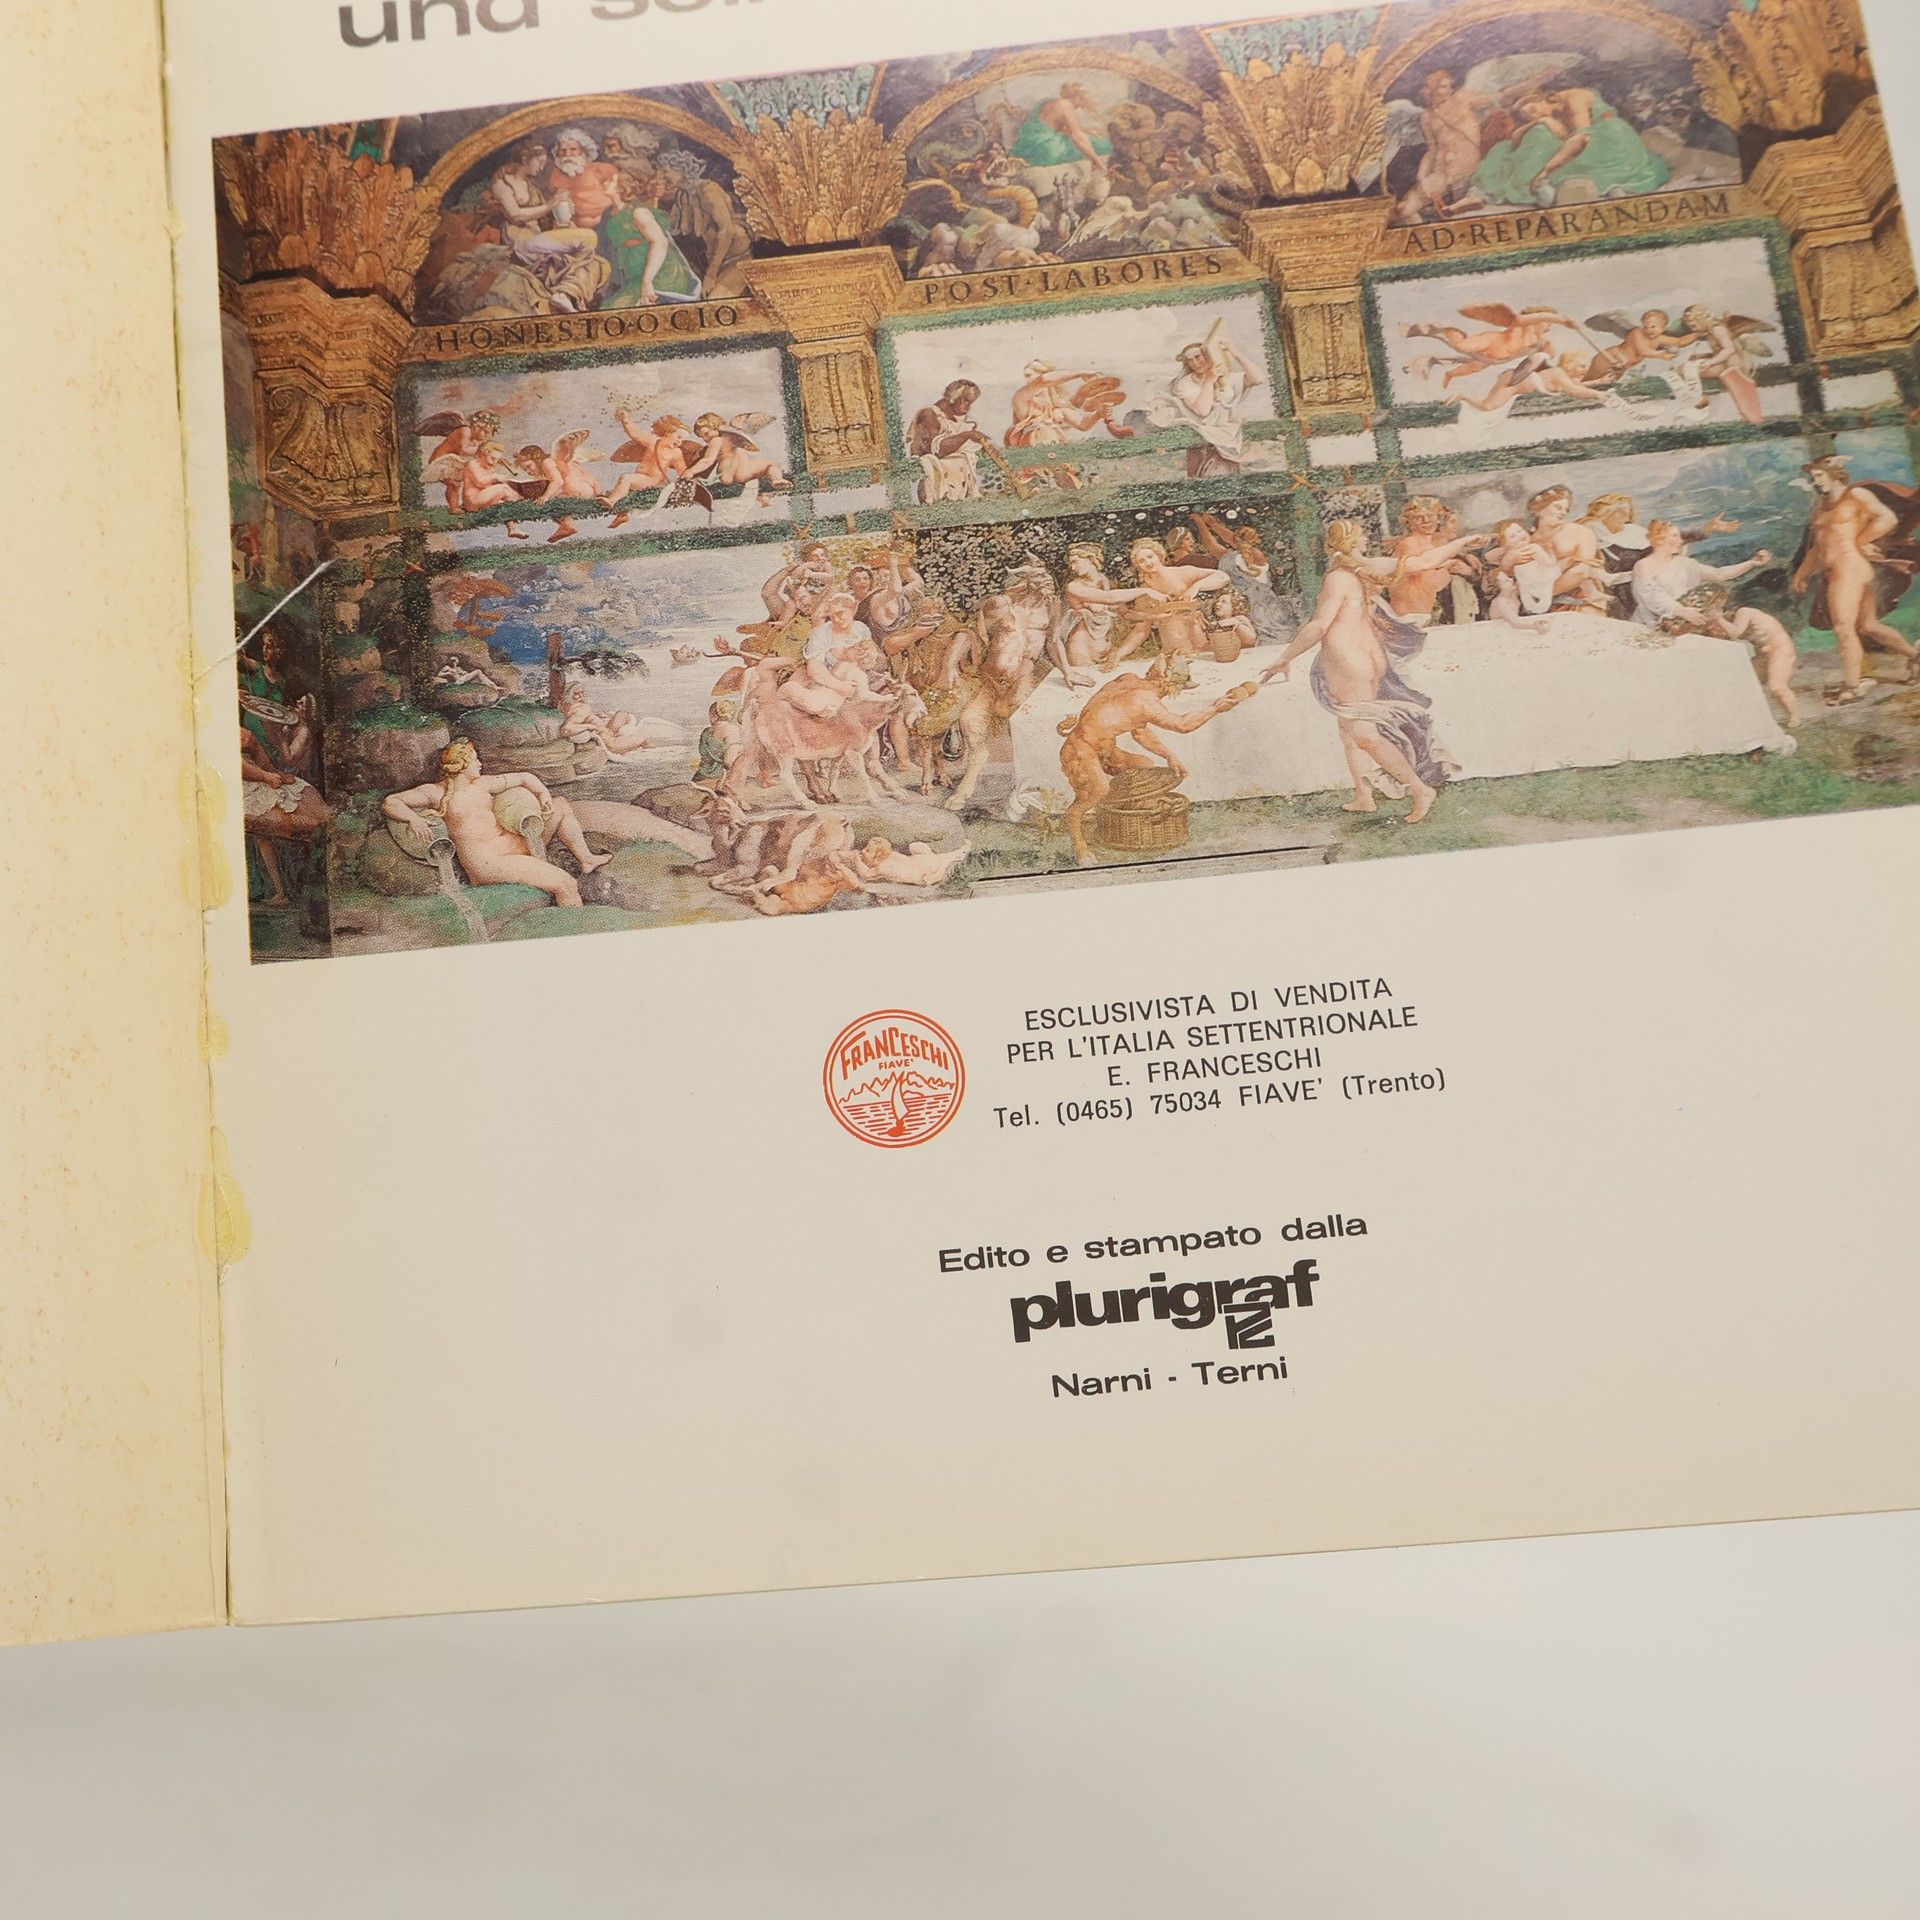 una
HONESTO·OCIO
POST·LABORES
AD·REPARANDAM
FRANCESCHI
FIAVE'
ESCLUSIVISTA DI VENDITA
PER L'ITALIA SETTENTRIONALE
E. FRANCESCHI
Tel. (0465) 75034 FIAVE' (Trento)
Edito e stampato dalla
plurigraf
Narni - Terni